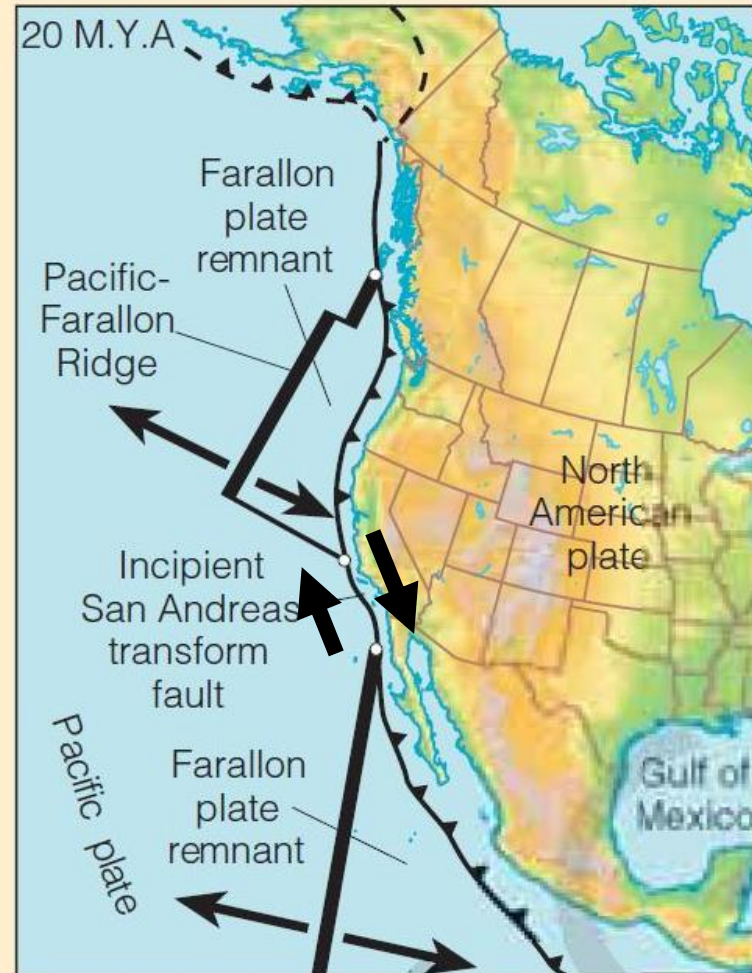 20 M.Y.A
Farallon
plate
remnant
Pacific-
Farallon
Ridge
North
American
plate
Incipient
San Andreas
transform
fault
Pacific plate
Farallon
plate
remnant
Gulf of
Mexico